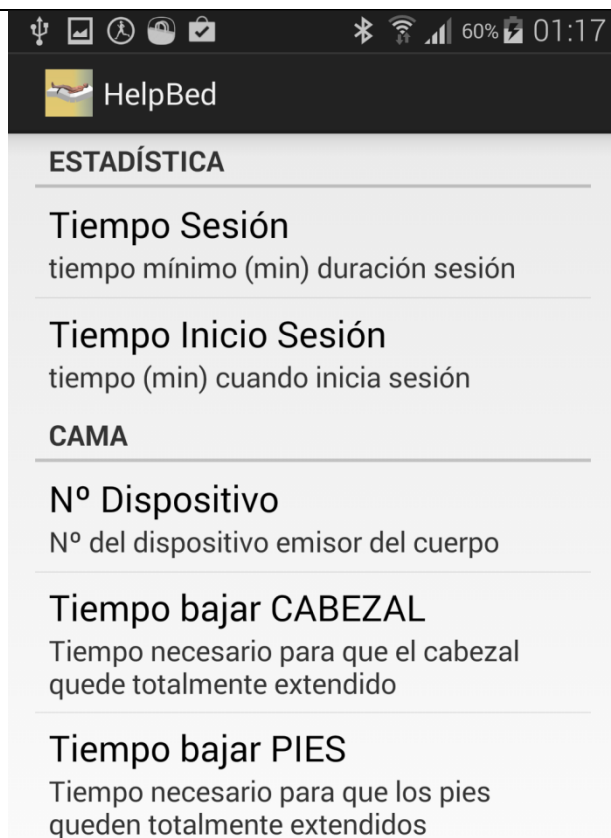 60% 01:17
HelpBed
ESTADÍSTICA
Tiempo Sesión
tiempo mínimo (min) duración sesión
Tiempo Inicio Sesión
tiempo (min) cuando inicia sesión
CAMA
Nº Dispositivo
Nº del dispositivo emisor del cuerpo
Tiempo bajar CABEZAL
Tiempo necesario para que el cabezal
quede totalmente extendido
Tiempo bajar PIES
Tiempo necesario para que los pies
queden totalmente extendidos